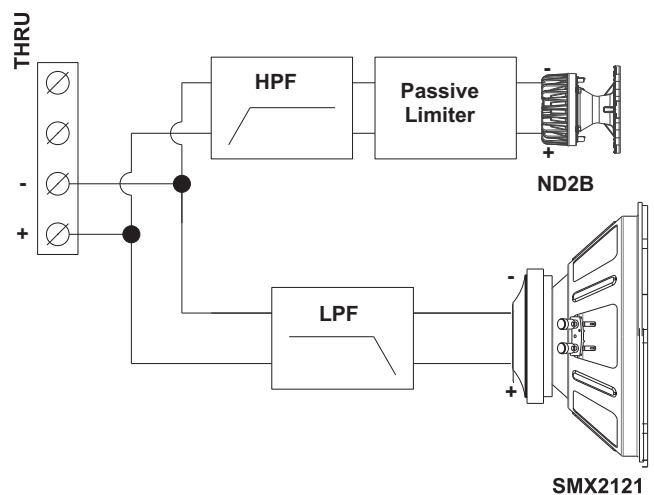 THRU
HPF
Passive
Limiter
-
+
ND2B
-
+
LPF
-
+
SMX2121